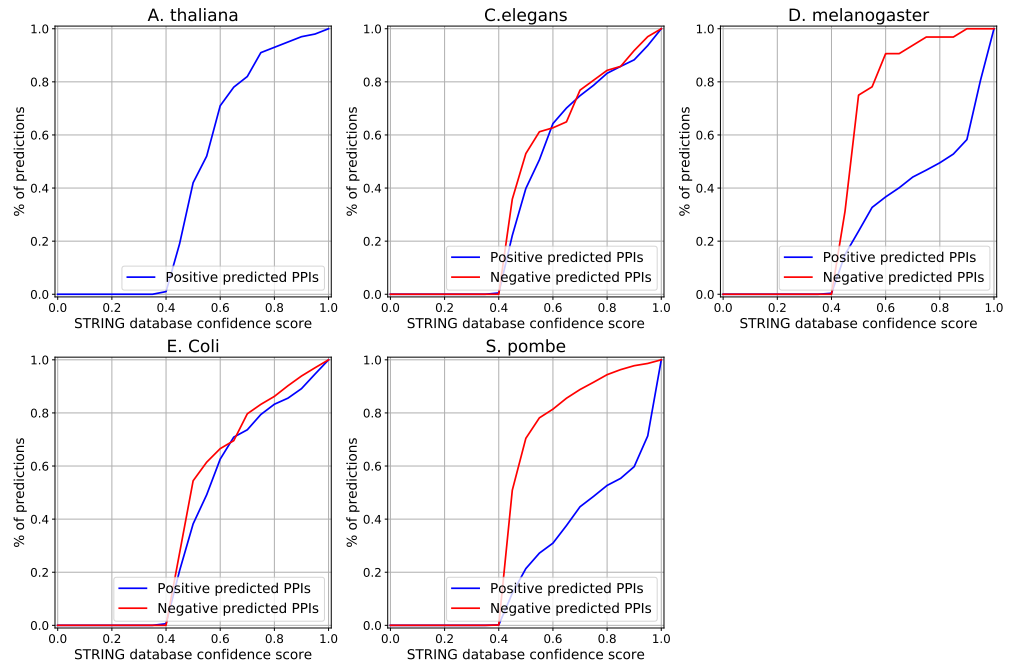 A. thaliana
1.0
0.8
0.6
0.4
0.2
0.0
% of predictions
Positive predicted PPIs
0.0 0.2 0.4 0.6 0.8 1.0
STRING database confidence score
C.elegans
1.0
0.8
0.6
0.4
0.2
0.0
% of predictions
Positive predicted PPIs
Negative predicted PPIs
0.0 0.2 0.4 0.6 0.8 1.0
STRING database confidence score
D. melanogaster
1.0
0.8
0.6
0.4
0.2
0.0
% of predictions
Positive predicted PPIs
Negative predicted PPIs
0.0 0.2 0.4 0.6 0.8 1.0
STRING database confidence score
E. Coli
1.0
0.8
0.6
0.4
0.2
0.0
% of predictions
Positive predicted PPIs
Negative predicted PPIs
0.0 0.2 0.4 0.6 0.8 1.0
STRING database confidence score
S. pombe
1.0
0.8
0.6
0.4
0.2
0.0
% of predictions
Positive predicted PPIs
Negative predicted PPIs
0.0 0.2 0.4 0.6 0.8 1.0
STRING database confidence score